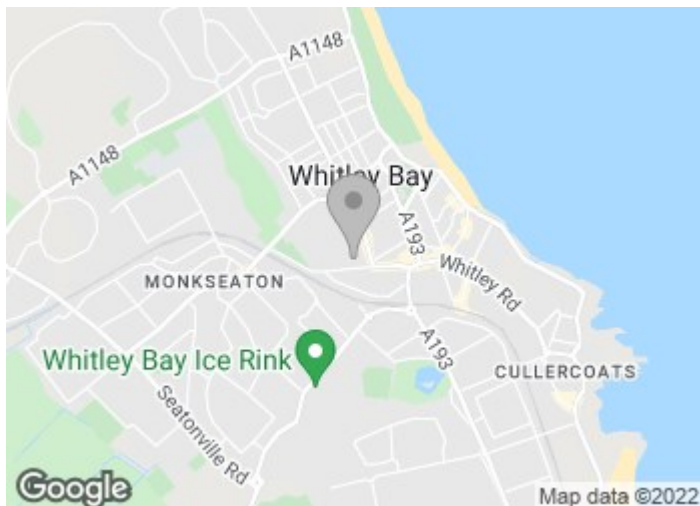 A1148
A1148
Whitley Bay
A193
Whitley Rd
MONKSEATON
Whitley Bay Ice Rink
A193
CULLERCOATS
Seatonville Rd
Google
Map data ©2022